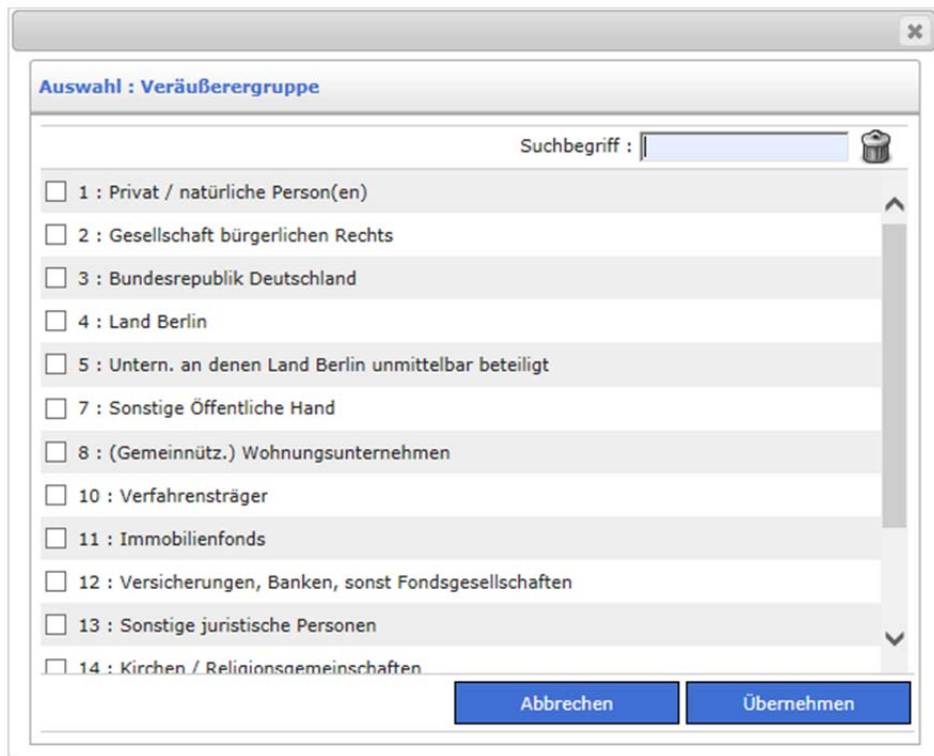 Auswahl : Veräußerergruppe
Suchbegriff :
1 : Privat / natürliche Person(en)
2 : Gesellschaft bürgerlichen Rechts
3 : Bundesrepublik Deutschland
4 : Land Berlin
5 : Untern. an denen Land Berlin unmittelbar beteiligt
7 : Sonstige Öffentliche Hand
8 : (Gemeinnütz.) Wohnungsunternehmen
10 : Verfahrensträger
11 : Immobilienfonds
12 : Versicherungen, Banken, sonst Fondsgesellschaften
13 : Sonstige juristische Personen
14 : Kirchen / Religionsgemeinschaften
Abbrechen Übernehmen